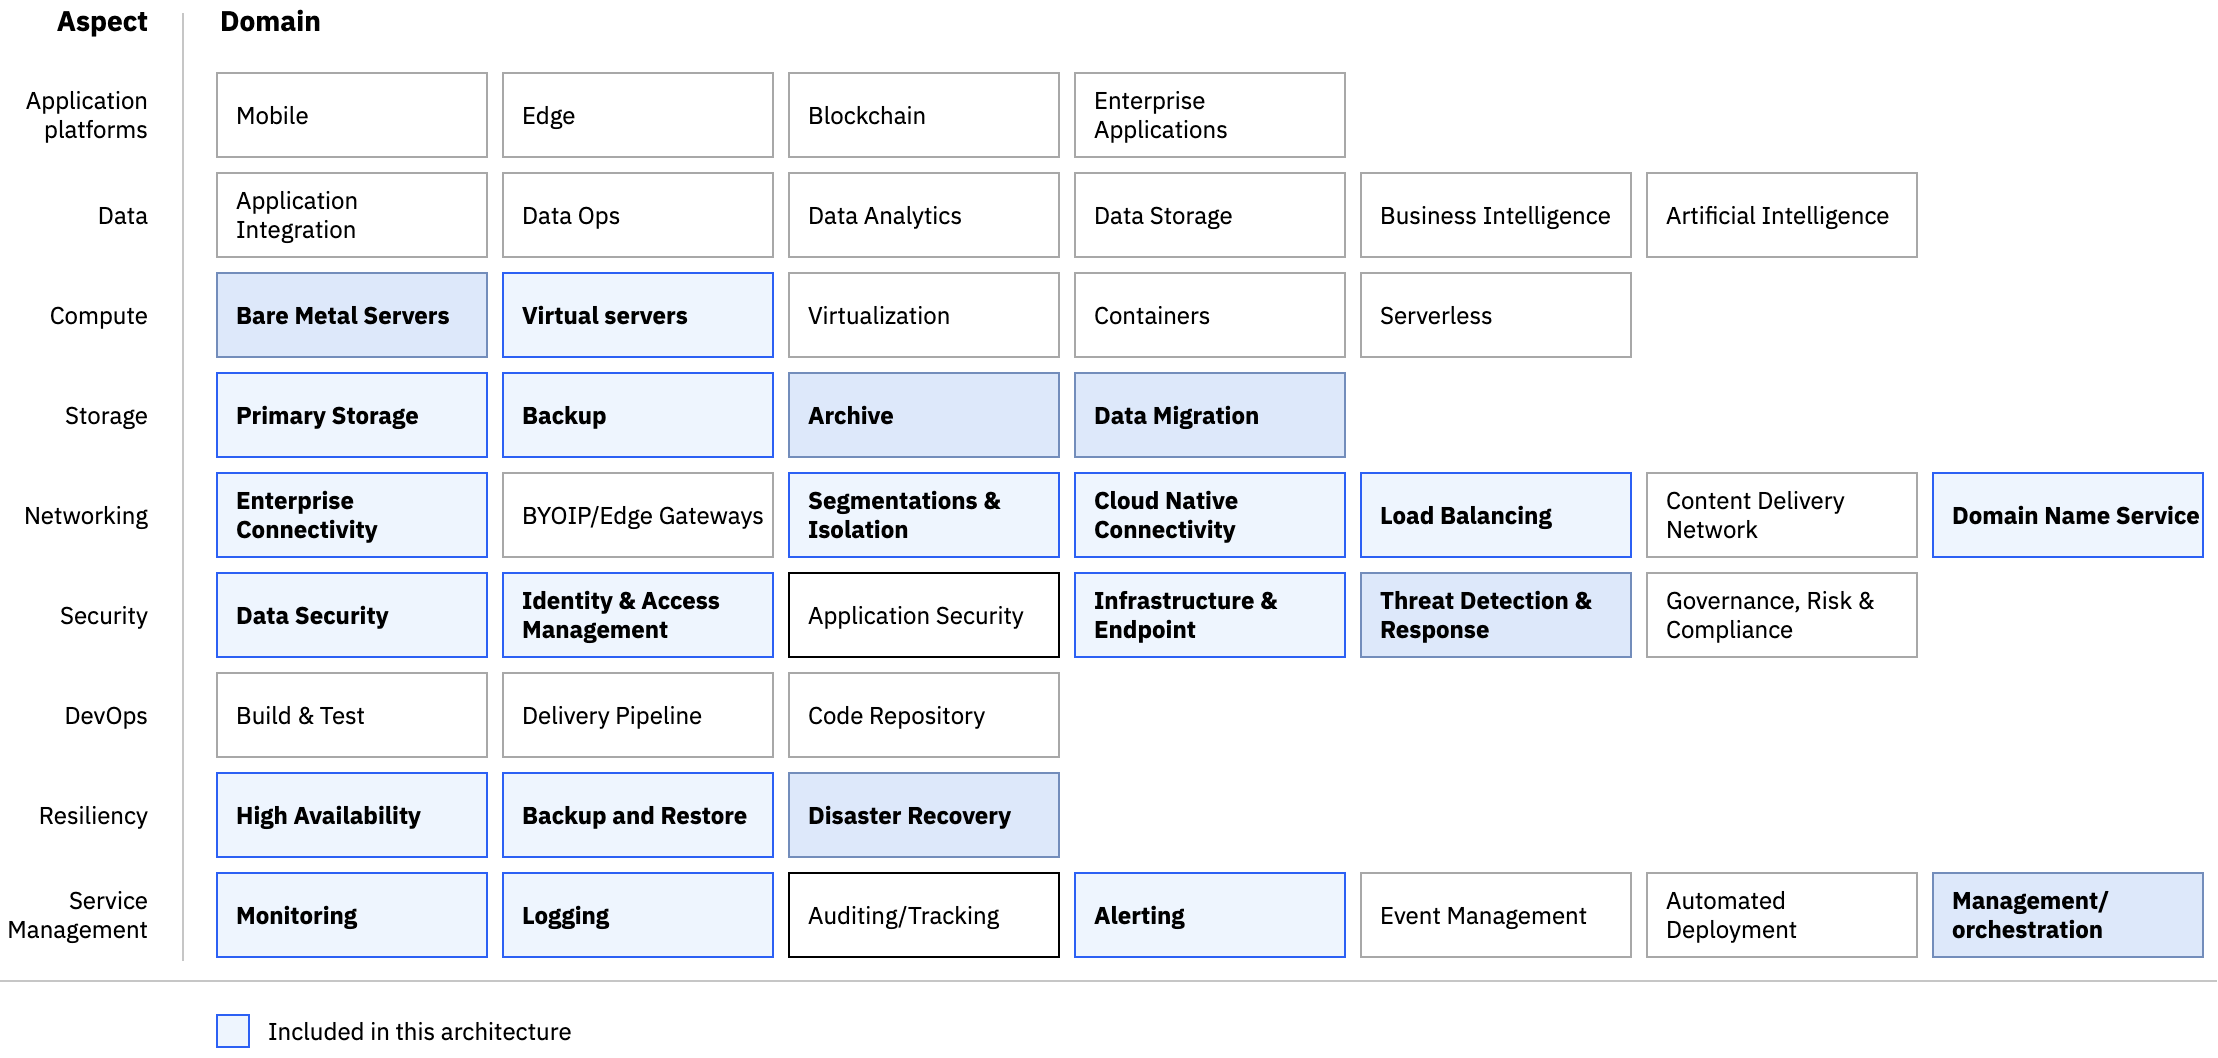 Aspect
Domain
Application
platforms
Mobile
Edge
Blockchain
Enterprise
Applications
Data
Application
Integration
Data Ops
Data Analytics
Data Storage
Business Intelligence
Artificial Intelligence
Compute
Bare Metal Servers
Virtual servers
Virtualization
Containers
Serverless
Storage
Primary Storage
Backup
Archive
Data Migration
Networking
Enterprise
Connectivity
BYOIP/Edge Gateways
Segmentations &
Isolation
Cloud Native
Connectivity
Load Balancing
Content Delivery
Network
Domain Name Service
Security
Data Security
Identity & Access
Management
Application Security
Infrastructure &
Endpoint
Threat Detection &
Response
Governance, Risk &
Compliance
DevOps
Build & Test
Delivery Pipeline
Code Repository
Resiliency
High Availability
Backup and Restore
Disaster Recovery
Service
Management
Monitoring
Logging
Auditing/Tracking
Alerting
Event Management
Automated
Deployment
Management/
orchestration
Included in this architecture